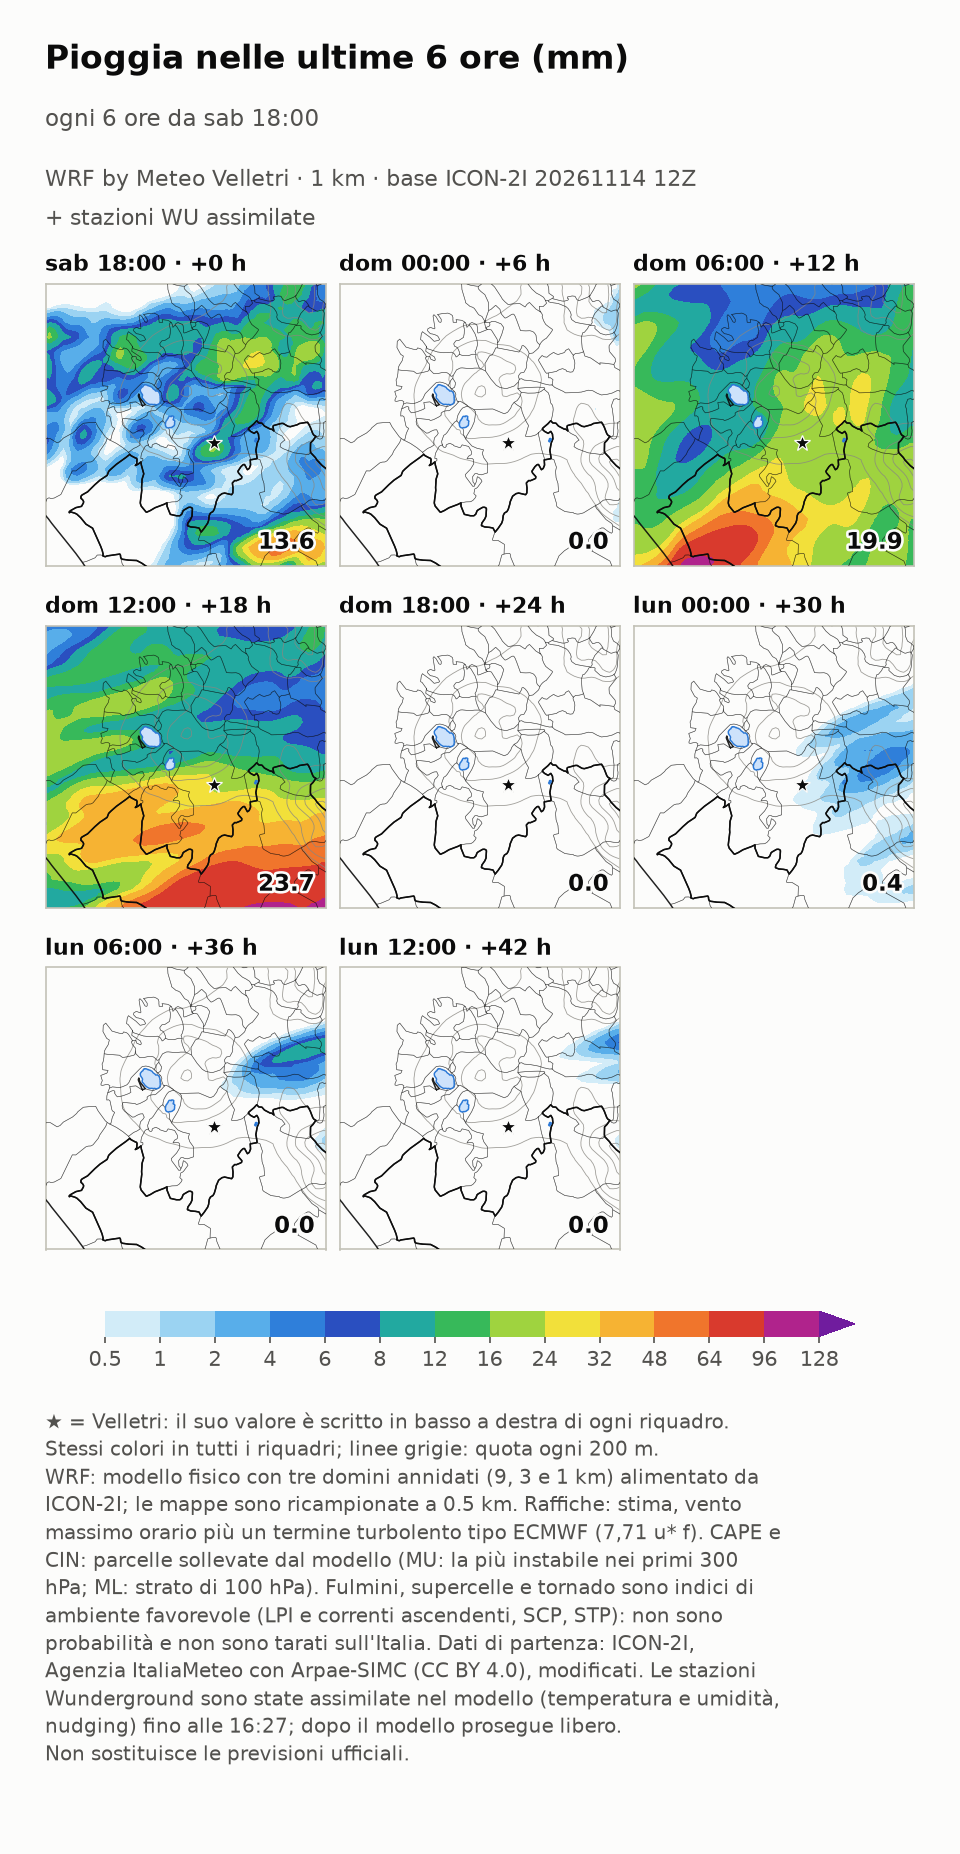 Pioggia nelle ultime 6 ore (mm)
ogni 6 ore da sab 18:00
WRF by Meteo Velletri · 1 km · base ICON-2I 20261114 12Z
+ stazioni WU assimilate
sab 18:00 · +0 h
dom 00:00 · +6 h
dom 06:00 · +12 h
13.6
0.0
19.9
dom 12:00 · +18 h
dom 18:00 · +24 h
lun 00:00 · +30 h
23.7
0.0
0.4
lun 06:00 · +36 h
lun 12:00 · +42 h
0.0
0.0
0.5 1 2 4 6 8 12 16 24 32 48 64 96 128
★ = Velletri: il suo valore è scritto in basso a destra di ogni riquadro.
Stessi colori in tutti i riquadri; linee grigie: quota ogni 200 m.
WRF: modello fisico con tre domini annidati (9, 3 e 1 km) alimentato da
ICON-2I; le mappe sono ricampionate a 0.5 km. Raffiche: stima, vento
massimo orario più un termine turbolento tipo ECMWF (7,71 u* f). CAPE e
CIN: parcelle sollevate dal modello (MU: la più instabile nei primi 300
hPa; ML: strato di 100 hPa). Fulmini, supercelle e tornado sono indici di
ambiente favorevole (LPI e correnti ascendenti, SCP, STP): non sono
probabilità e non sono tarati sull'Italia. Dati di partenza: ICON-2I,
Agenzia ItaliaMeteo con Arpae-SIMC (CC BY 4.0), modificati. Le stazioni
Wunderground sono state assimilate nel modello (temperatura e umidità,
nudging) fino alle 16:27; dopo il modello prosegue libero.
Non sostituisce le previsioni ufficiali.